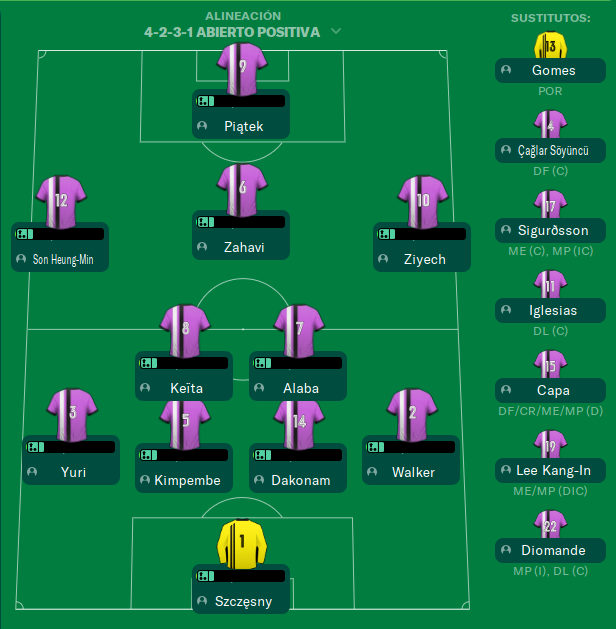 ALINEACIÓN
4-2-3-1 ABIERTO POSITIVA
9
Piątek
12
Son Heung-Min
6
Zahavi
10
Ziyech
8
Keïta
7
Alaba
3
Yuri
5
Kimpembe
14
Dakonam
2
Walker
1
Szczęsny
SUSTITUTOS:
13
Gomes
POR
4
Çağlar Söyüncü
DF (C)
17
Sigurðsson
ME (C), MP (IC)
11
Iglesias
DL (C)
15
Capa
DF/CR/ME/MP (D)
19
Lee Kang-In
ME/MP (DIC)
22
Diomande
MP (I), DL (C)